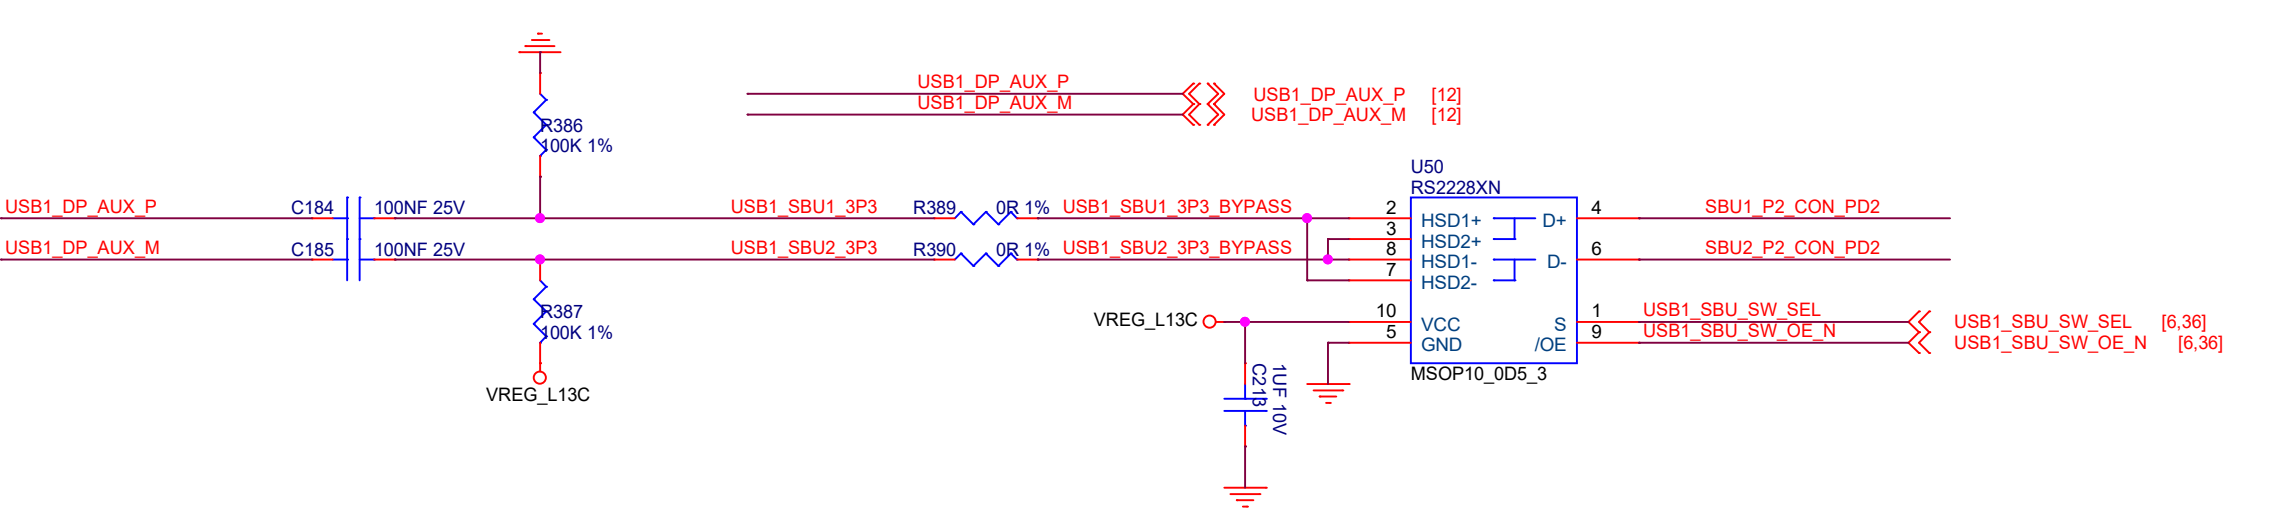 USB1_DP_AUX_P
USB1_DP_AUX_P [12]
USB1_DP_AUX_M
USB1_DP_AUX_M [12]
R386
100K 1%
U50
RS2228XN
USB1_DP_AUX_P
C184
100NF 25V
USB1_SBU1_3P3
R389
0R 1%
USB1_SBU1_3P3_BYPASS
2
HSD1+
D+
4
SBU1_P2_CON_PD2
3
HSD2+
USB1_DP_AUX_M
C185
100NF 25V
USB1_SBU2_3P3
R390
0R 1%
USB1_SBU2_3P3_BYPASS
8
HSD1-
D-
6
SBU2_P2_CON_PD2
7
HSD2-
R387
100K 1%
VREG_L13C
VREG_L13C
10
VCC
S
1
USB1_SBU_SW_SEL
USB1_SBU_SW_SEL [6,36]
5
GND
/OE
9
USB1_SBU_SW_OE_N
USB1_SBU_SW_OE_N [6,36]
MSOP10_0D5_3
1UF 10V